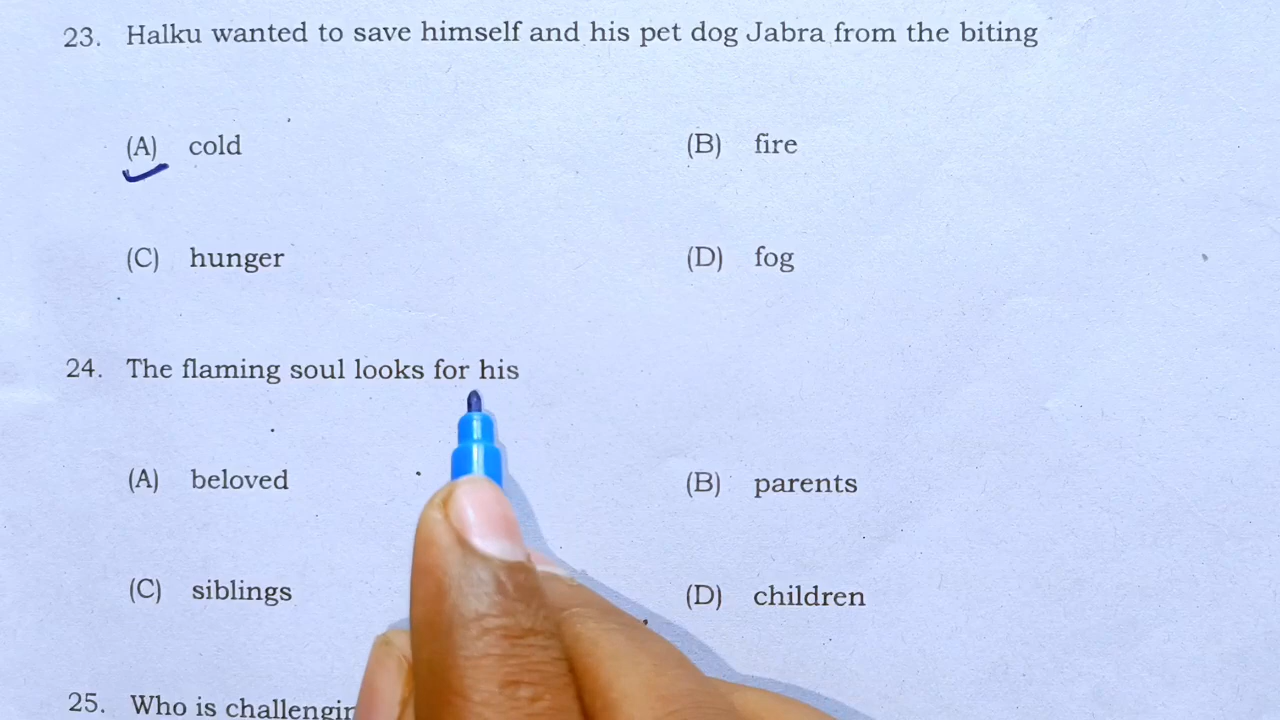 23. Halku wanted to save himself and his pet dog Jabra from the biting
(A) cold (B) fire
(C) hunger (D) fog
24. The flaming soul looks for his
(A) beloved (B) parents
(C) siblings (D) children
25. Who is